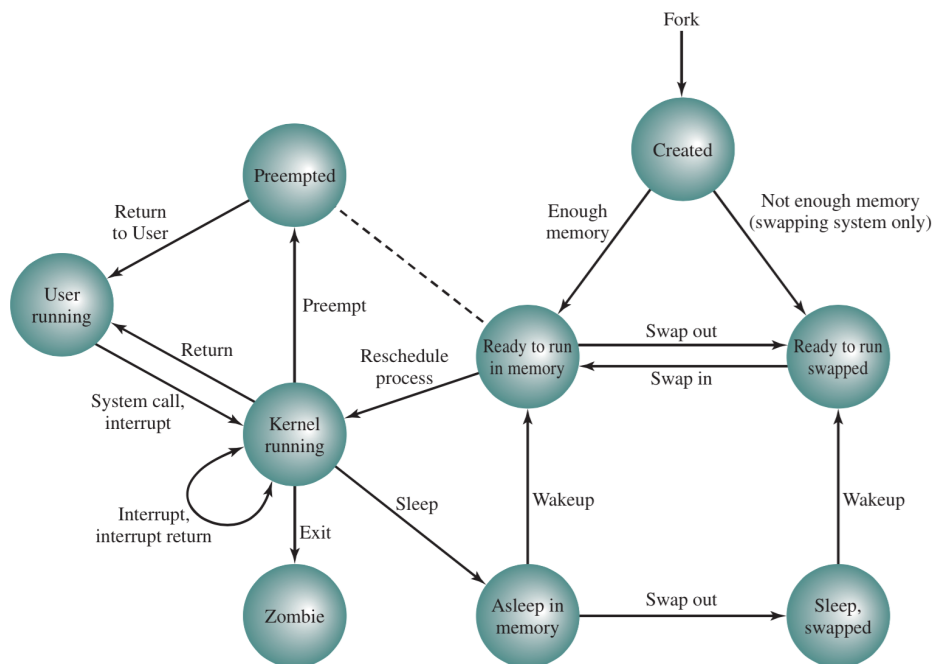 Fork
Created
Preempted
Not enough memory
(swapping system only)
Enough
memory
Return
to User
User
running
Preempt
Return
Reschedule
process
Ready to run
in memory
Swap out
Swap in
Ready to run
swapped
System call,
interrupt
Kernel
running
Interrupt,
interrupt return
Sleep
Wakeup
Wakeup
Exit
Zombie
Asleep in
memory
Swap out
Sleep,
swapped